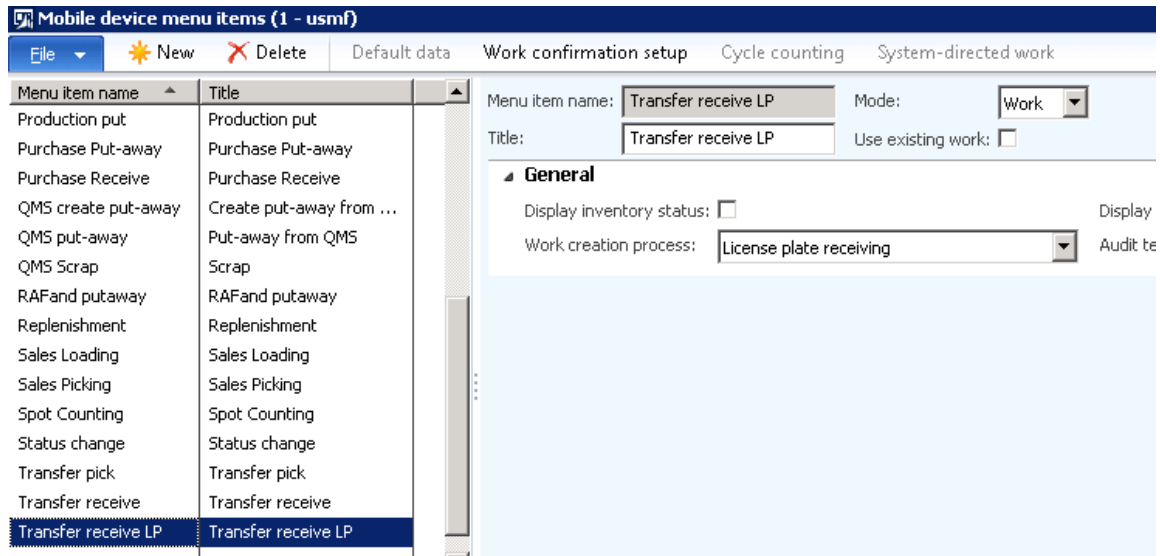 Mobile device menu items (1 - usmf)
File New Delete Default data Work confirmation setup Cycle counting System-directed work
Menu item name Title
Production put Production put
Purchase Put-away Purchase Put-away
Purchase Receive Purchase Receive
QMS create put-away Create put-away from ...
QMS put-away Put-away from QMS
QMS Scrap Scrap
RAFand putaway RAFand putaway
Replenishment Replenishment
Sales Loading Sales Loading
Sales Picking Sales Picking
Spot Counting Spot Counting
Status change Status change
Transfer pick Transfer pick
Transfer receive Transfer receive
Transfer receive LP Transfer receive LP
Menu item name: Transfer receive LP Mode: Work
Title: Transfer receive LP Use existing work:
General
Display inventory status: Display
Work creation process: License plate receiving Audit te